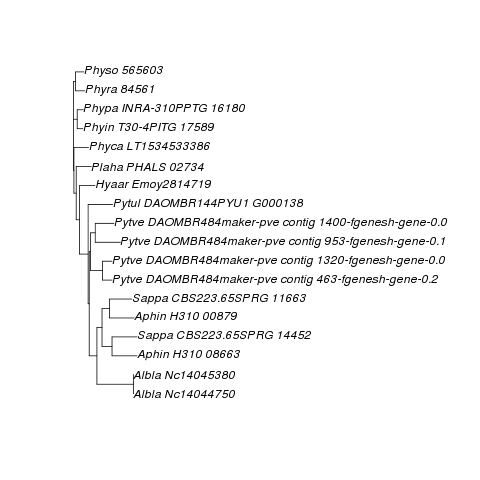 Physo 565603
Phyra 84561
Phypa INRA-310PPTG 16180
Phyin T30-4PITG 17589
Phyca LT1534533386
Plaha PHALS 02734
Hyaar Emoy2814719
Pytul DAOMBR144PYU1 G000138
Pytve DAOMBR484maker-pve contig 1400-fgenesh-gene-0.0
Pytve DAOMBR484maker-pve contig 953-fgenesh-gene-0.1
Pytve DAOMBR484maker-pve contig 1320-fgenesh-gene-0.0
Pytve DAOMBR484maker-pve contig 463-fgenesh-gene-0.2
Sappa CBS223.65SPRG 11663
Aphin H310 00879
Sappa CBS223.65SPRG 14452
Aphin H310 08663
Albla Nc14045380
Albla Nc14044750